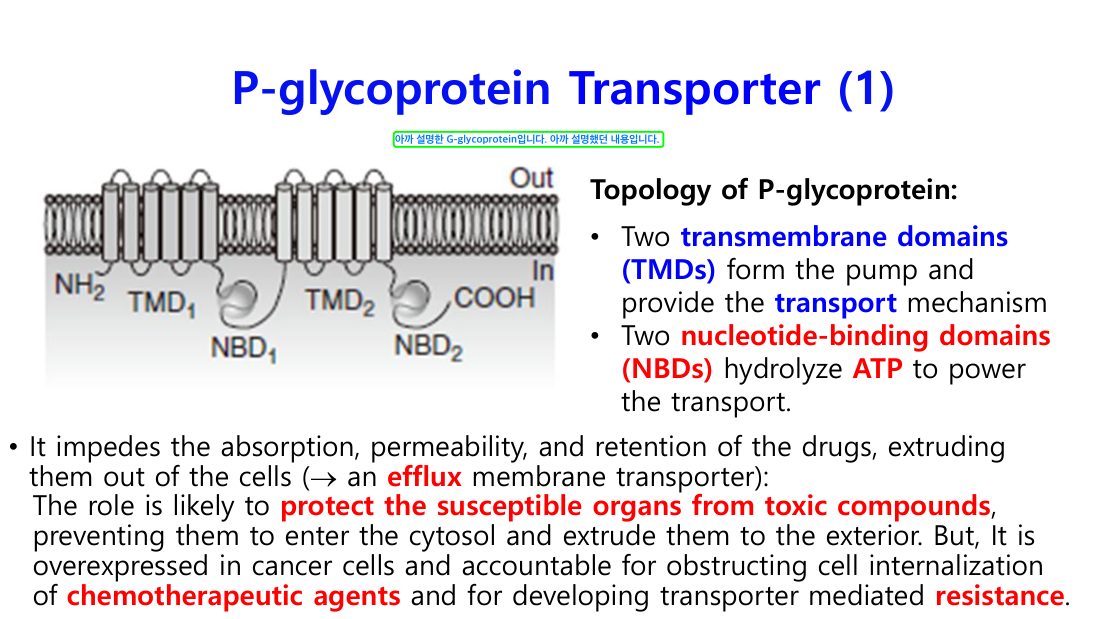 P-glycoprotein Transporter (1)
아까 설명한 G-glycoprotein입니다. 아까 설명했던 내용입니다.
Out
In
NH2
TMD1
TMD2
COOH
NBD1
NBD2
Topology of P-glycoprotein:
• Two transmembrane domains
(TMDs) form the pump and
provide the transport mechanism
• Two nucleotide-binding domains
(NBDs) hydrolyze ATP to power
the transport.
• It impedes the absorption, permeability, and retention of the drugs, extruding
them out of the cells (→ an efflux membrane transporter):
The role is likely to protect the susceptible organs from toxic compounds,
preventing them to enter the cytosol and extrude them to the exterior. But, It is
overexpressed in cancer cells and accountable for obstructing cell internalization
of chemotherapeutic agents and for developing transporter mediated resistance.